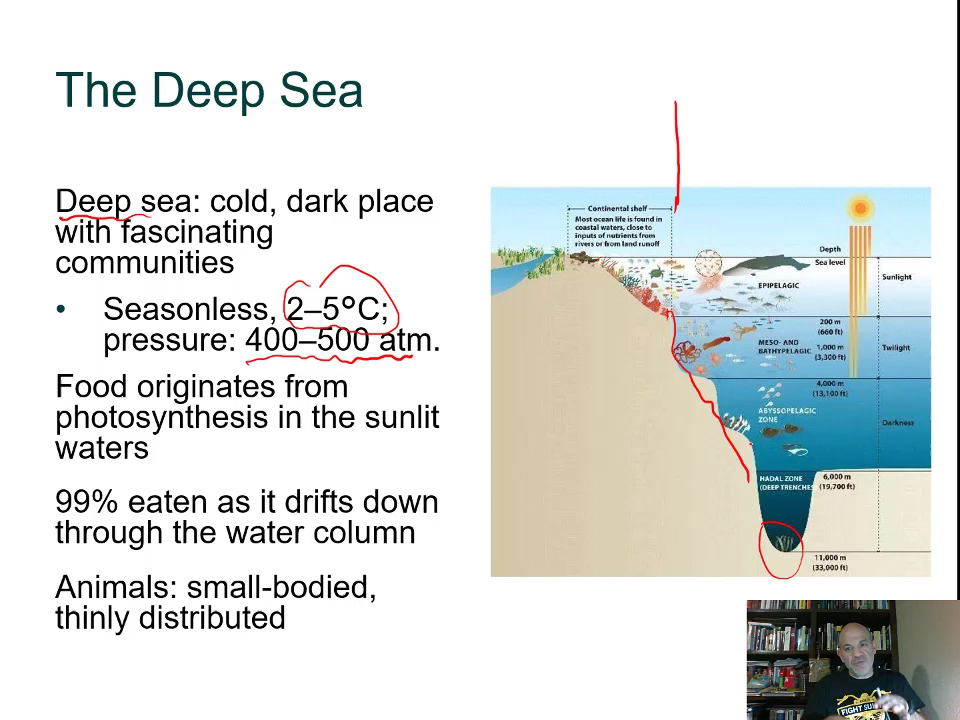 The Deep Sea
Deep sea: cold, dark place
with fascinating
communities
• Seasonless, 2–5°C;
pressure: 400–500 atm.
Food originates from
photosynthesis in the sunlit
waters
99% eaten as it drifts down
through the water column
Animals: small-bodied,
thinly distributed
Continental shelf
Most ocean life is found in
coastal waters, close to
inputs of nutrients from
rivers or from land runoff
Depth
Sea level
Sunlight
EPIPELAGIC
200 m
(660 ft)
MESO- AND
BATHYPELAGIC
1,000 m
(3,300 ft)
Twilight
4,000 m
(13,100 ft)
ABYSSOPELAGIC
ZONE
Darkness
HADAL ZONE
(DEEP TRENCHES
6,000 m
(19,700 ft)
11,000 m
(33,000 ft)
FIGHT